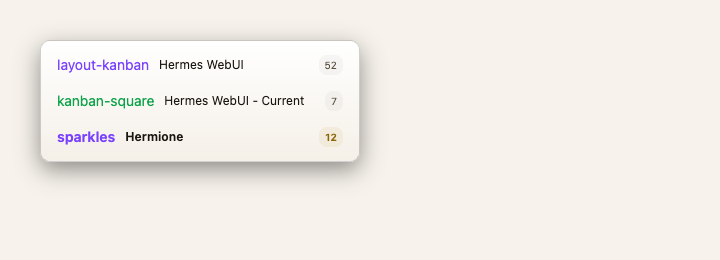 layout-kanban Hermes WebUI 52
kanban-square Hermes WebUI - Current 7
sparkles Hermione 12